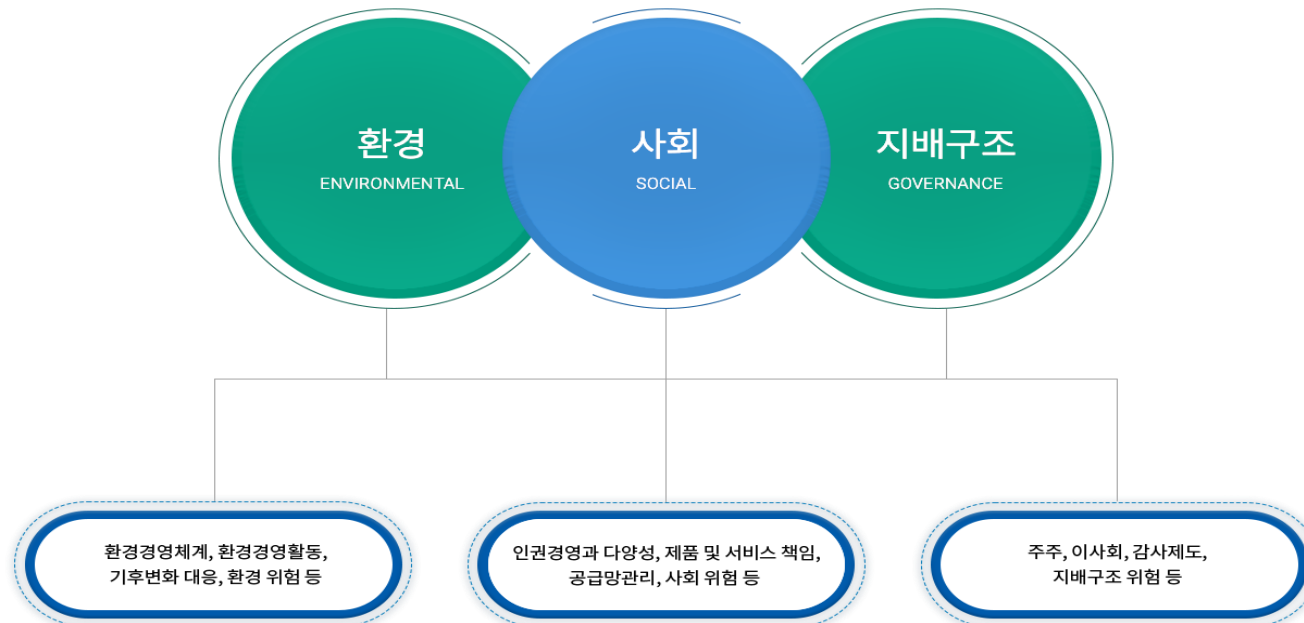 환경
ENVIRONMENTAL
사회
SOCIAL
지배구조
GOVERNANCE
환경경영체계, 환경경영활동,
기후변화 대응, 환경 위험 등
인권경영과 다양성, 제품 및 서비스 책임,
공급망관리, 사회 위험 등
주주, 이사회, 감사제도,
지배구조 위험 등